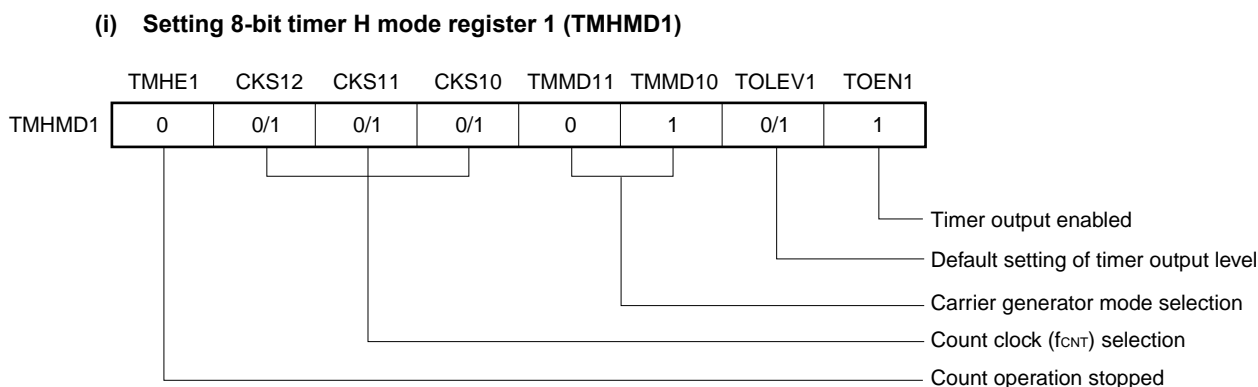 (i) Setting 8-bit timer H mode register 1 (TMHMD1)
TMHE1 CKS12 CKS11 CKS10 TMMD11 TMMD10 TOLEV1 TOEN1
TMHMD1 0 0/1 0/1 0/1 0 1 0/1 1
Timer output enabled
Default setting of timer output level
Carrier generator mode selection
Count clock (fCNT) selection
Count operation stopped